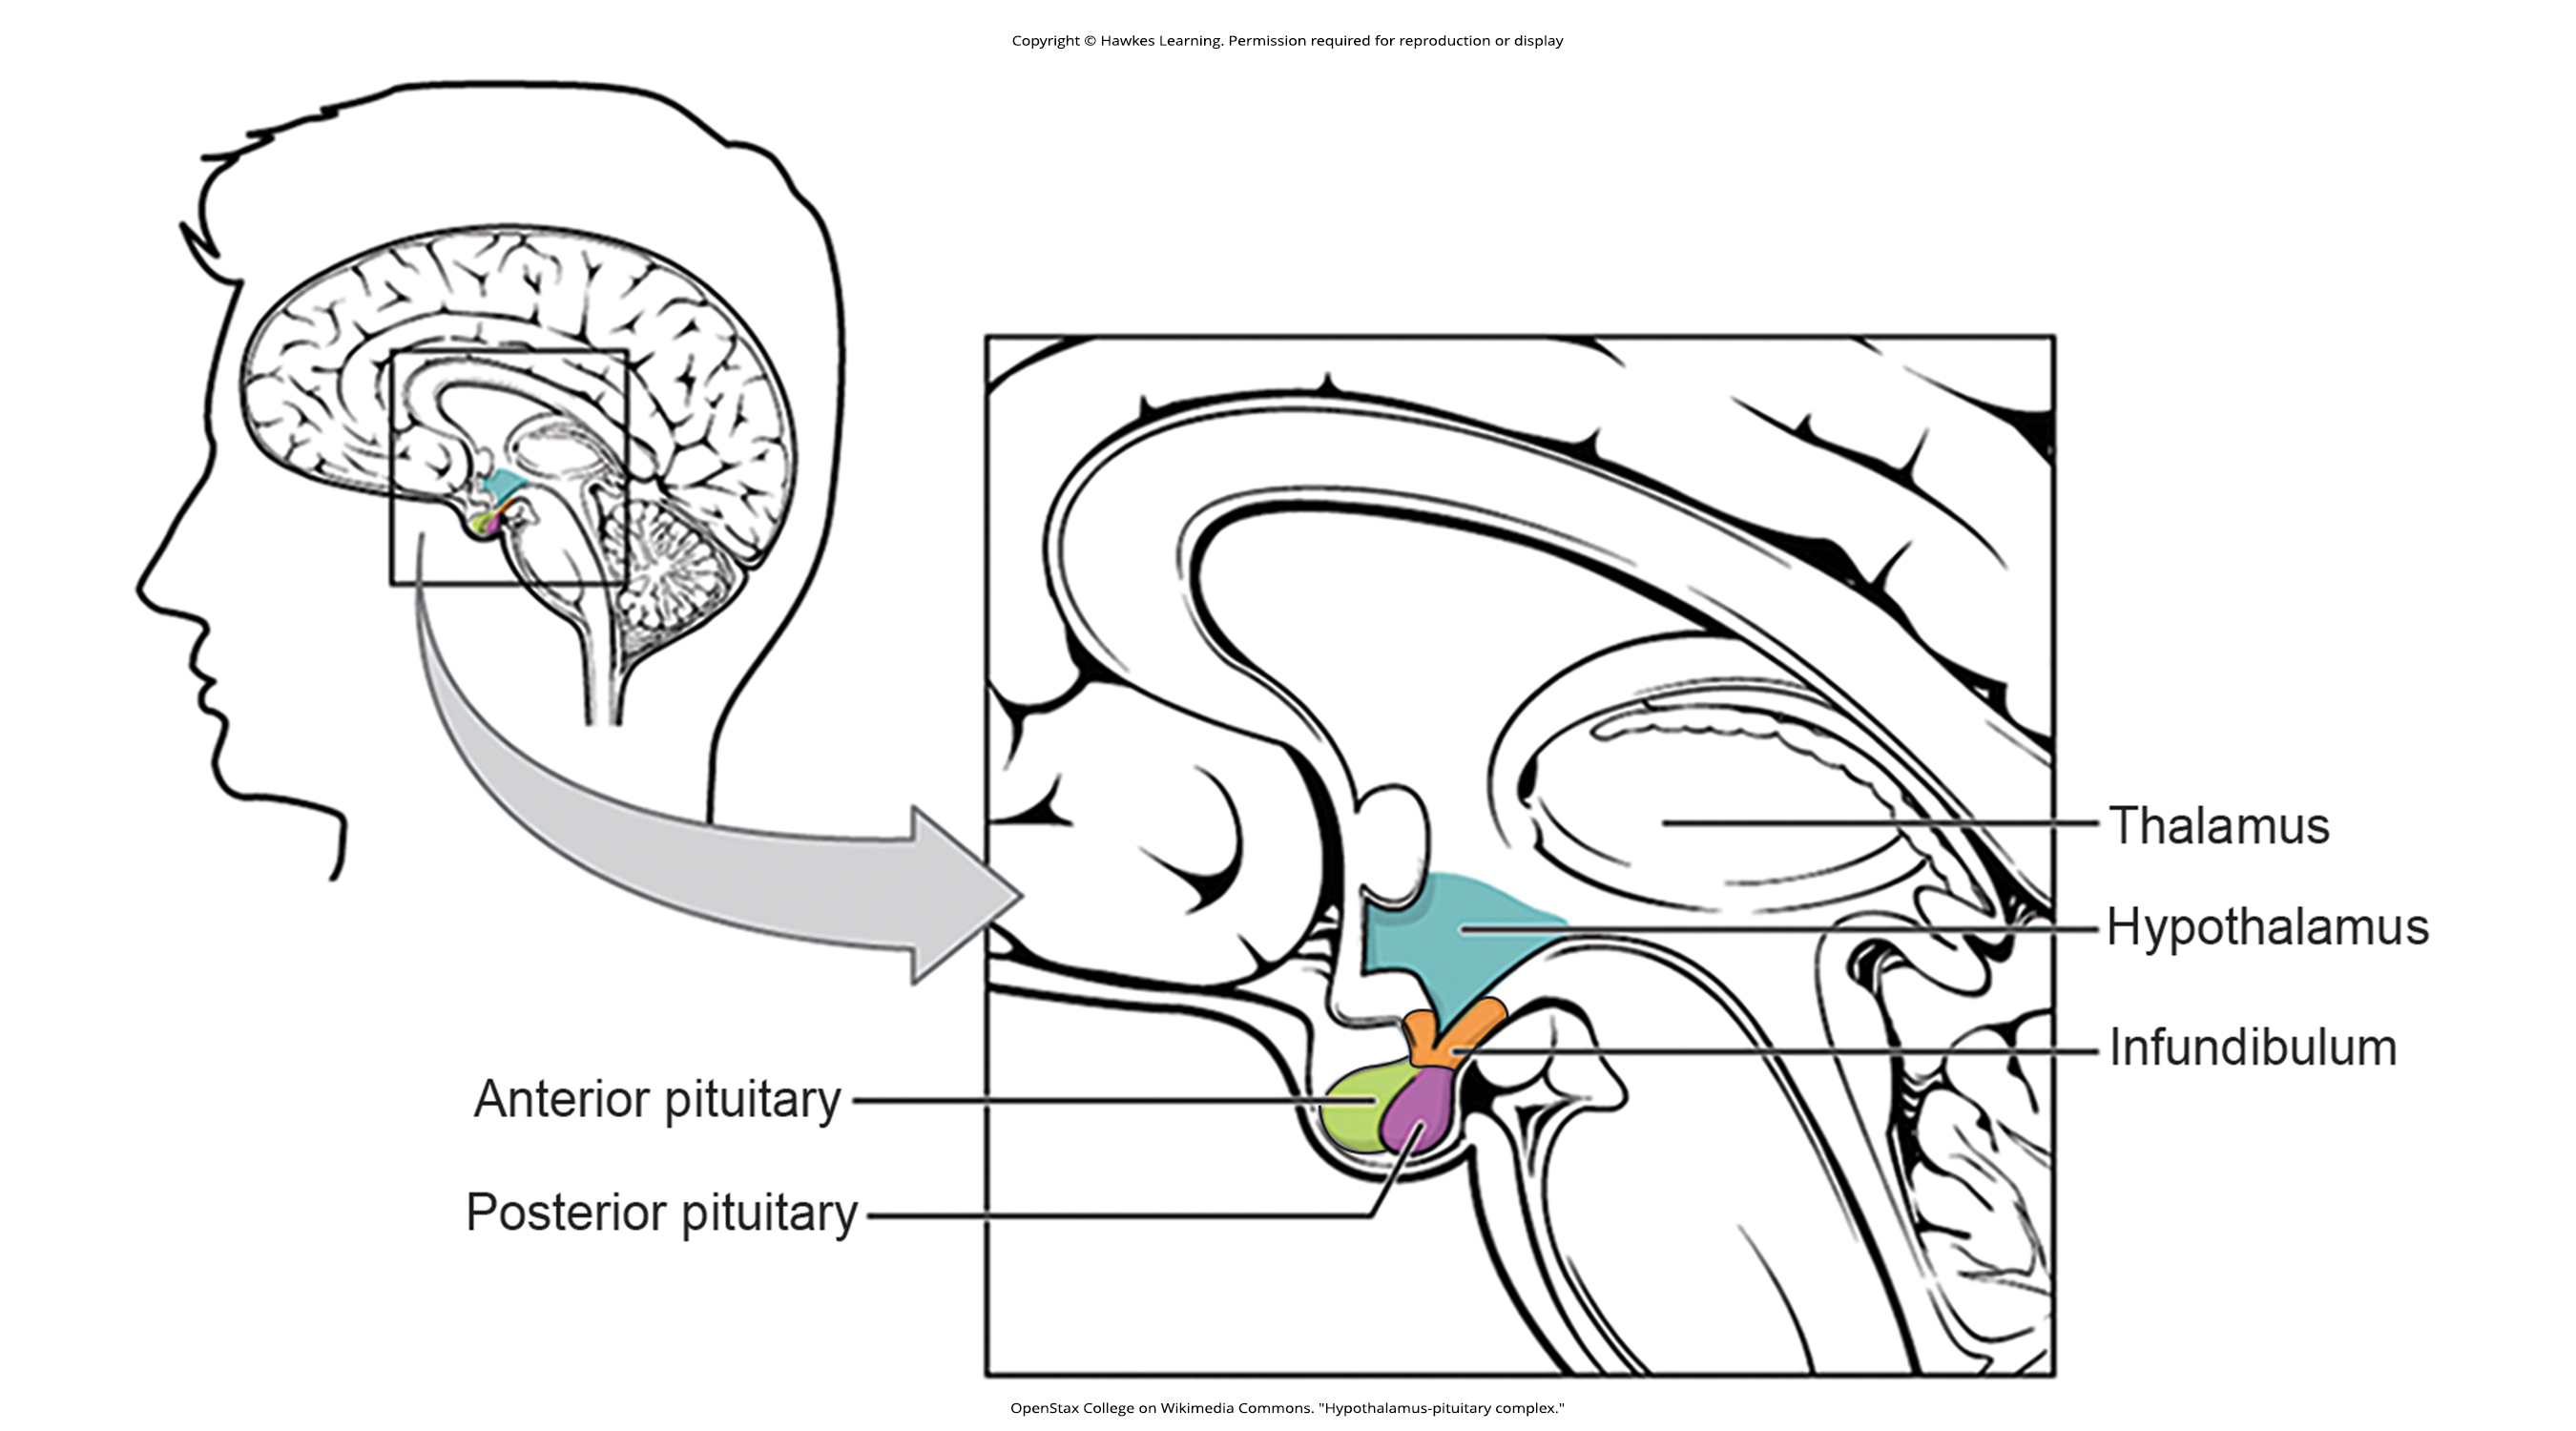 Copyright © Hawkes Learning. Permission required for reproduction or display
Thalamus
Hypothalamus
Infundibulum
Anterior pituitary
Posterior pituitary
OpenStax College on Wikimedia Commons. "Hypothalamus-pituitary complex."